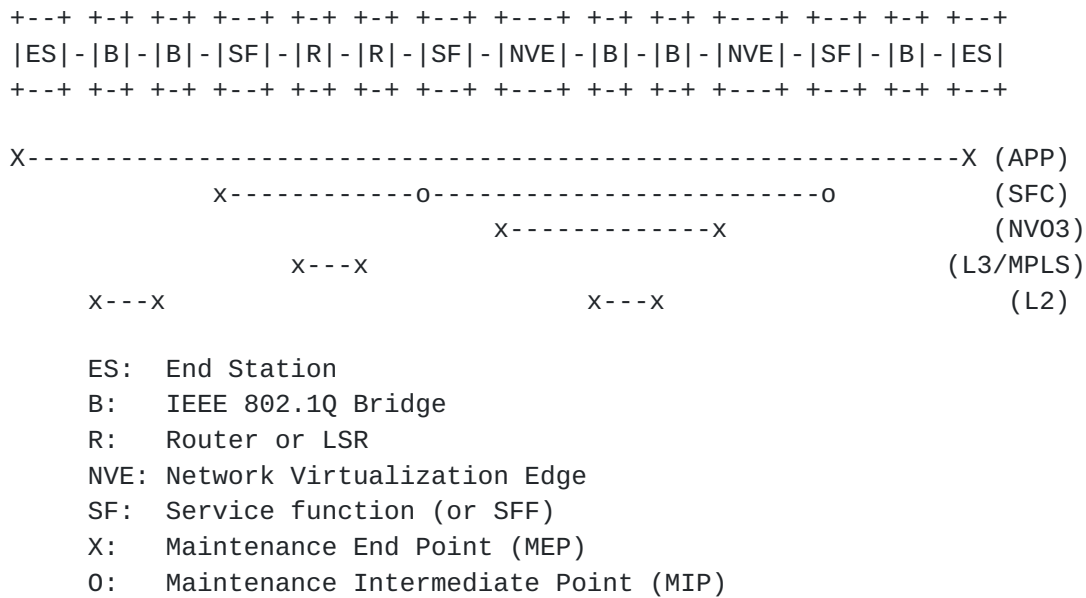 +--+ +-+ +-+ +--+ +-+ +-+ +--+ +---+ +-+ +-+ +---+ +--+ +-+ +--+
|ES|-|B|-|B|-|SF|-|R|-|R|-|SF|-|NVE|-|B|-|B|-|NVE|-|SF|-|B|-|ES|
+--+ +-+ +-+ +--+ +-+ +-+ +--+ +---+ +-+ +-+ +---+ +--+ +-+ +--+
X------------------------------------------------------------X (APP)
x------------o-------------------------o (SFC)
x-------------x (NVO3)
x---x (L3/MPLS)
x---x x---x (L2)
ES: End Station
B: IEEE 802.1Q Bridge
R: Router or LSR
NVE: Network Virtualization Edge
SF: Service function (or SFF)
X: Maintenance End Point (MEP)
O: Maintenance Intermediate Point (MIP)